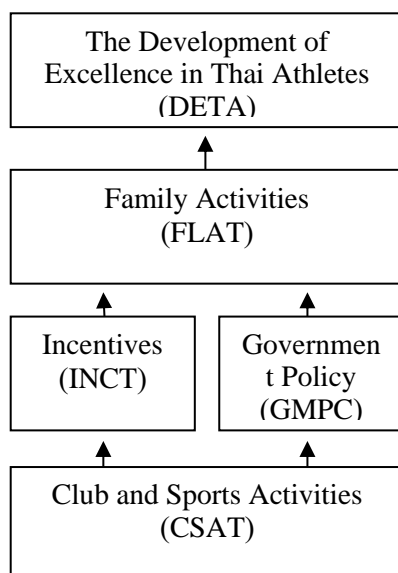 The Development of
Excellence in Thai Athletes
(DETA)
Family Activities
(FLAT)
Incentives
(INCT)
Governmen
t Policy
(GMPC)
Club and Sports Activities
(CSAT)